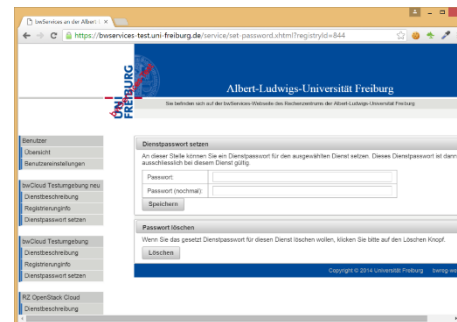 bwServices an der Albert-L
https://bwservices-test.uni-freiburg.de/service/set-password.xhtml?registryId=844
UNI
FREIBURG
Albert-Ludwigs-Universität Freiburg
Sie befinden sich auf der bwServices-Webseite des Rechenzentrums der Albert-Ludwigs-Universität Freiburg
Benutzer
Übersicht
Benutzereinstellungen
bwCloud Testumgebung neu
Dienstbeschreibung
Registrierunginfo
Dienstpasswort setzen
bwCloud Testumgebung
Dienstbeschreibung
Registrierunginfo
Dienstpasswort setzen
RZ OpenStack Cloud
Dienstbeschreibung
Dienstpasswort setzen
An dieser Stelle können Sie ein Dienstpasswort für den ausgewählten Dienst setzen. Dieses Dienstpasswort ist dann
ausschliesslich bei diesem Dienst gültig.
Passwort:
Passwort (nochmal):
Speichern
Passwort löschen
Wenn Sie das gesetzt Dienstpasswort für diesen Dienst löschen wollen, klicken Sie bitte auf den Löschen Knopf.
Löschen
Copyright © 2014 Universität Freiburg